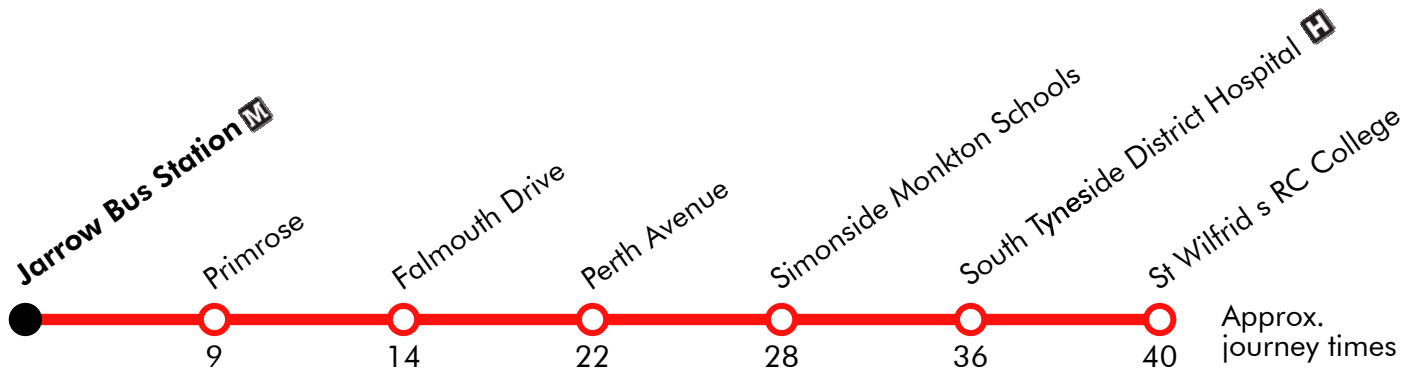 Jarrow Bus Station M
Primrose
Falmouth Drive
Perth Avenue
Simonside Monkton Schools
South Tyneside District Hospital H
St Wilfrid s RC College
9 14 22 28 36 40
Approx.
journey times